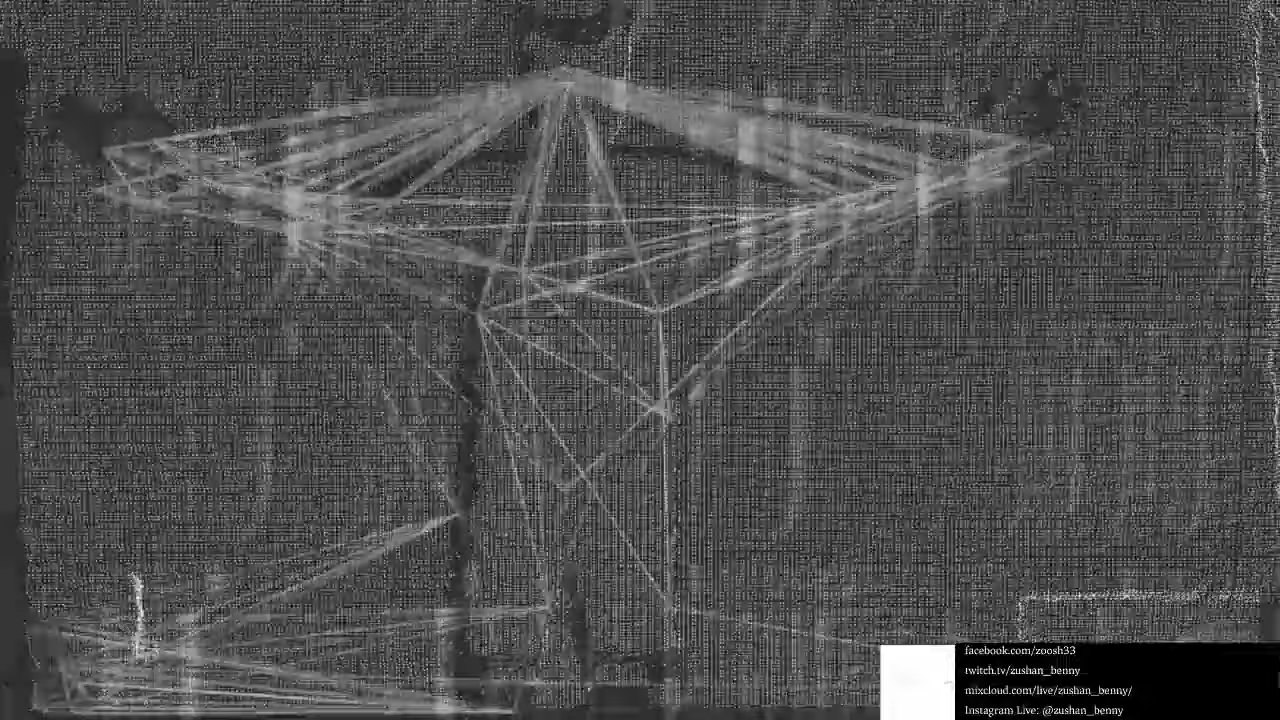 facebook.com/zoosh33
twitch.tv/zushan_benny
mixcloud.com/live/zushan_benny/
Instagram Live: @zushan_benny